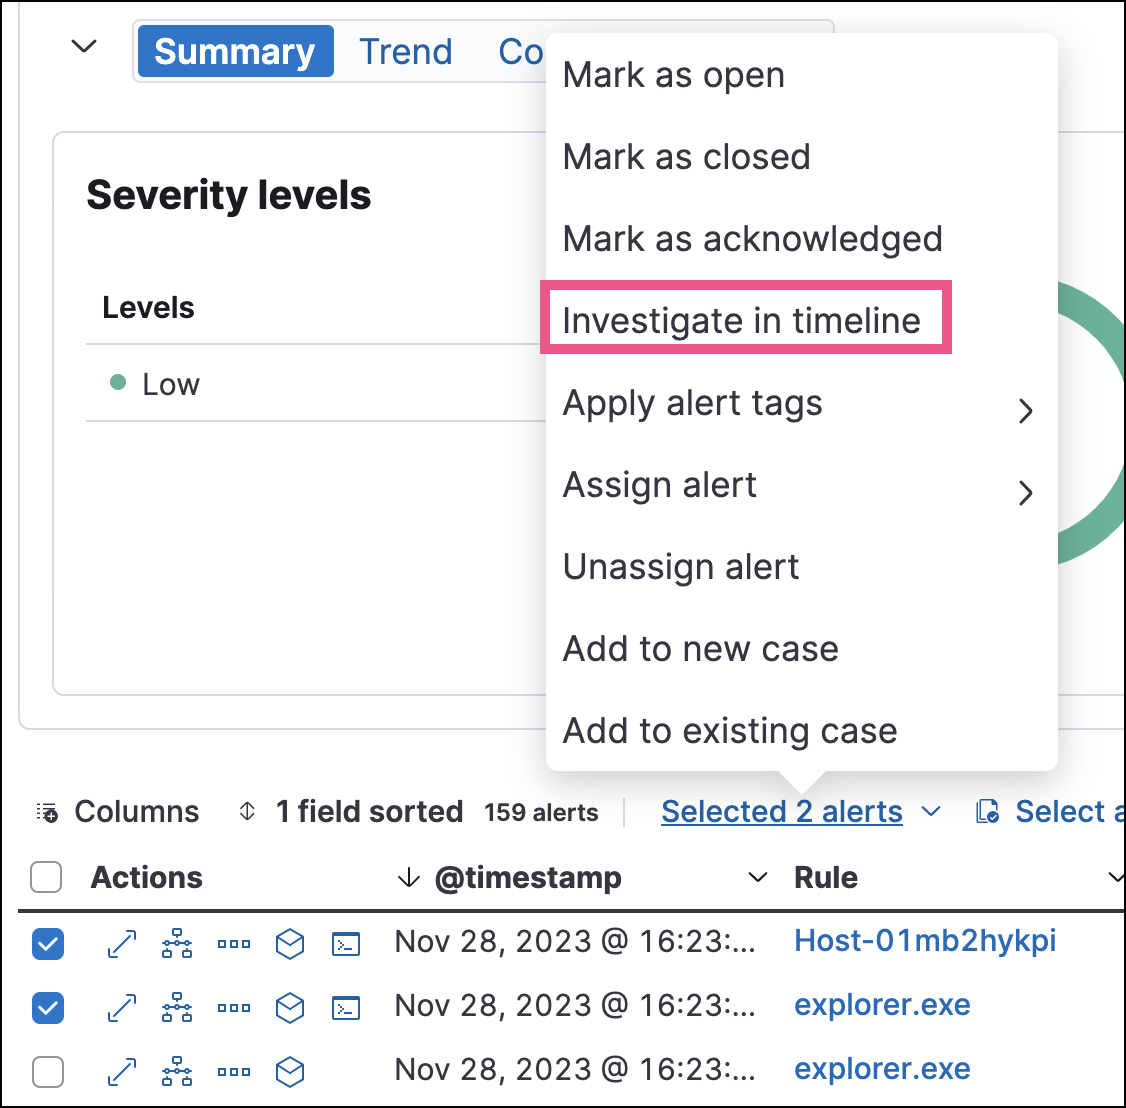 Summary Trend Co
Mark as open
Mark as closed
Mark as acknowledged
Investigate in timeline
Apply alert tags
Assign alert
Unassign alert
Add to new case
Add to existing case
Severity levels
Levels
Low
Columns 1 field sorted 159 alerts Selected 2 alerts Select a
Actions @timestamp Rule
Nov 28, 2023 @ 16:23:... Host-01mb2hykpi
Nov 28, 2023 @ 16:23:... explorer.exe
Nov 28, 2023 @ 16:23:... explorer.exe